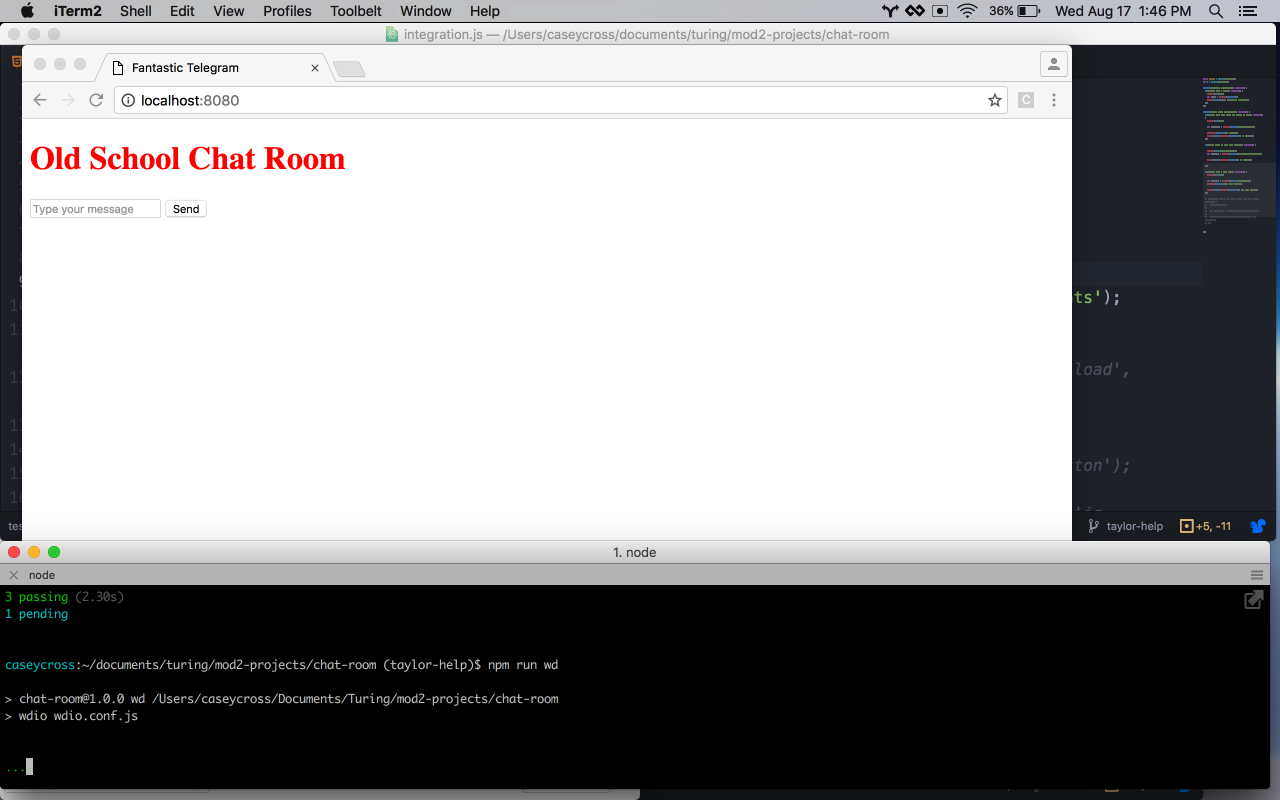 iTerm2 Shell Edit View Profiles Toolbelt Window Help 36% Wed Aug 17 1:46 PM
integration.js — /Users/caseycross/documents/turing/mod2-projects/chat-room
Fantastic Telegram
localhost:8080
C
Old School Chat Room
Type your message Send
ts');
load',
ton');
tes
taylor-help +5, -11
1. node
node
3 passing (2.30s)
1 pending
caseycross:~/documents/turing/mod2-projects/chat-room (taylor-help)$ npm run wd
> chat-room@1.0.0 wd /Users/caseycross/Documents/Turing/mod2-projects/chat-room
> wdio wdio.conf.js
...